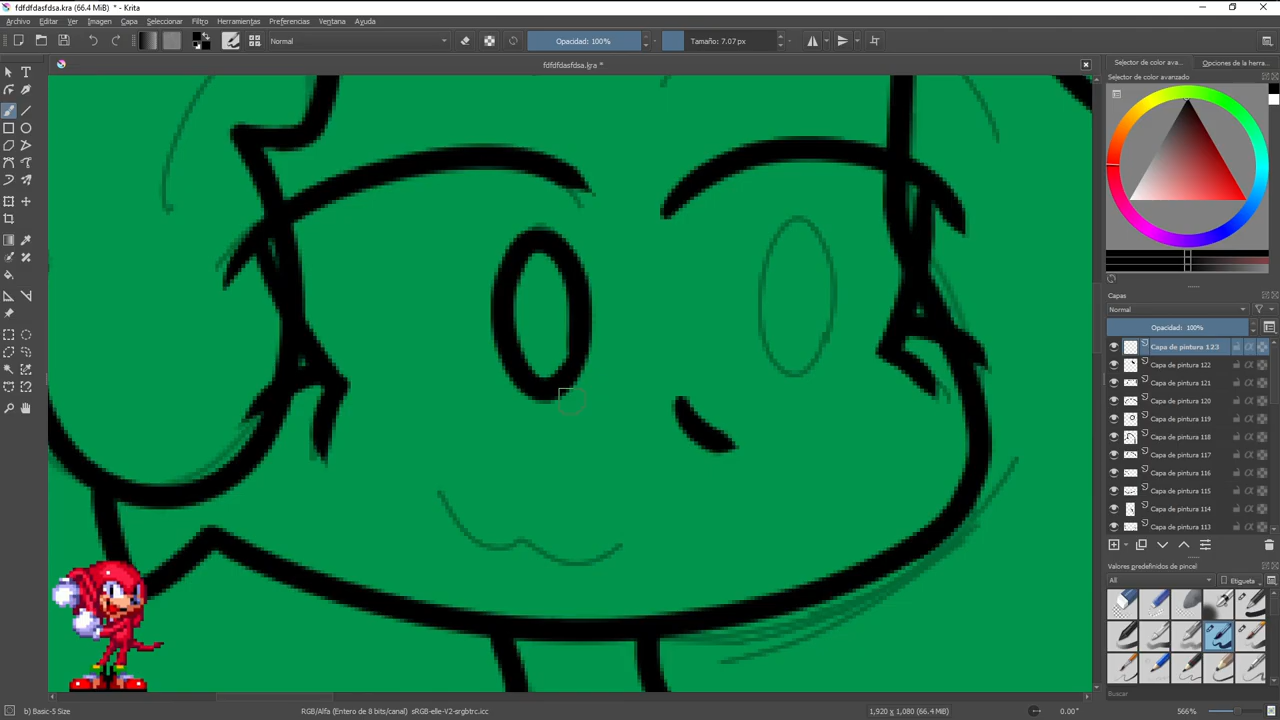 fdfdfdasfdsa.kra (66.4 MiB) * - Krita
Archivo Editar Ver Imagen Capa Seleccionar Filtro Herramientas Preferencias Ventana Ayuda
Normal Opacidad: 100% Tamaño: 7.07 px
fdfdfdasfdsa.kra *
Selector de color ava... Opciones de la herra...
Selector de color avanzado
Capas
Normal
Opacidad: 100%
Capa de pintura 123
Capa de pintura 122
Capa de pintura 121
Capa de pintura 120
Capa de pintura 119
Capa de pintura 118
Capa de pintura 117
Capa de pintura 116
Capa de pintura 115
Capa de pintura 114
Capa de pintura 113
Valores predefinidos de pincel
All Etiqueta
Buscar
b) Basic-5 Size RGB/Alfa (Entero de 8 bits/canal) sRGB-elle-V2-srgbtrc.icc 1,920 x 1,080 (66.4 MiB) 0.00° 566%